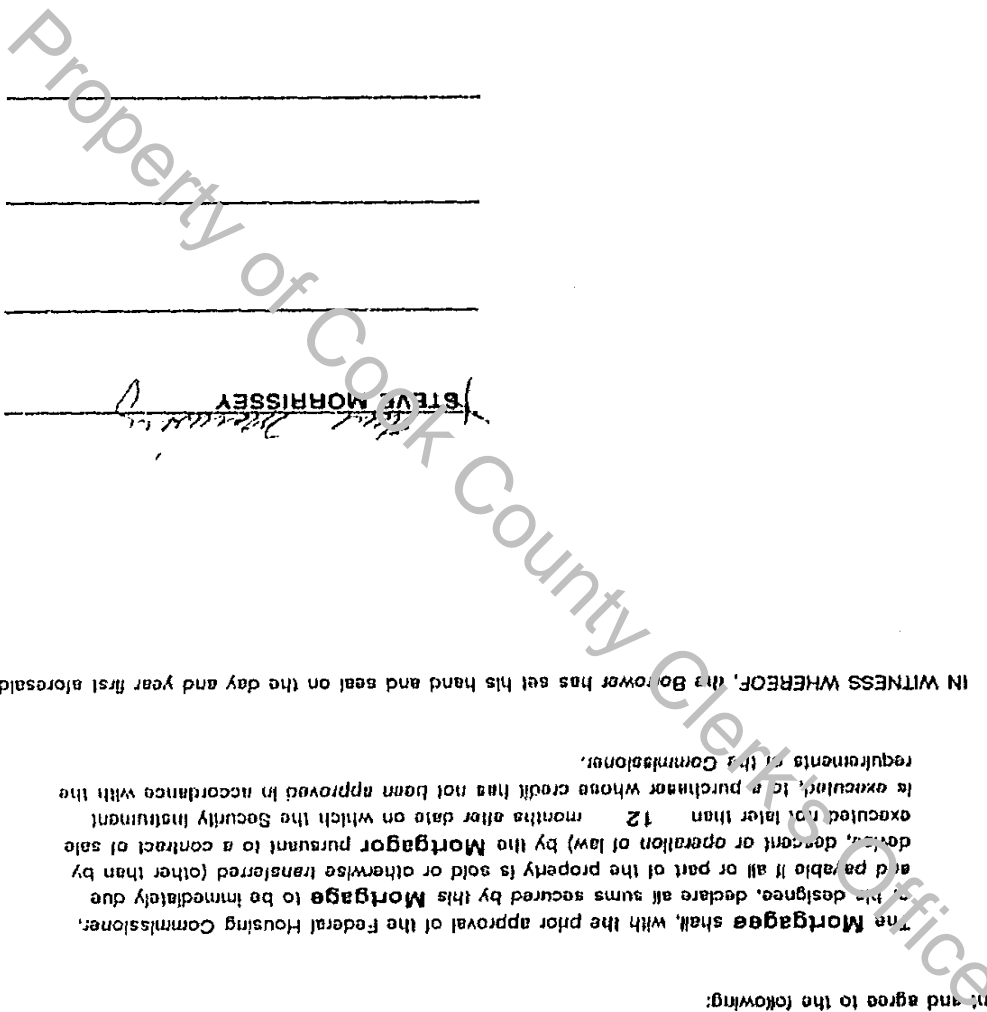 nt and agree to the following:
The Mortgagee shall, with the prior approval of the Federal Housing Commissioner,
or his designee, declare all sums secured by this Mortgage to be immediately due
and payable if all or part of the property is sold or otherwise transferred (other than by
devise, descent or operation of law) by the Mortgagor pursuant to a contract of sale
executed not later than 12 months after date on which the Security Instrument
is executed, to a purchaser whose credit has not been approved in accordance with the
requirements of the Commissioner.
IN WITNESS WHEREOF, the Borrower has set his hand and seal on the day and year first aforesaid
STEVE MORRISSEY
Property of Cook County Clerk's Office